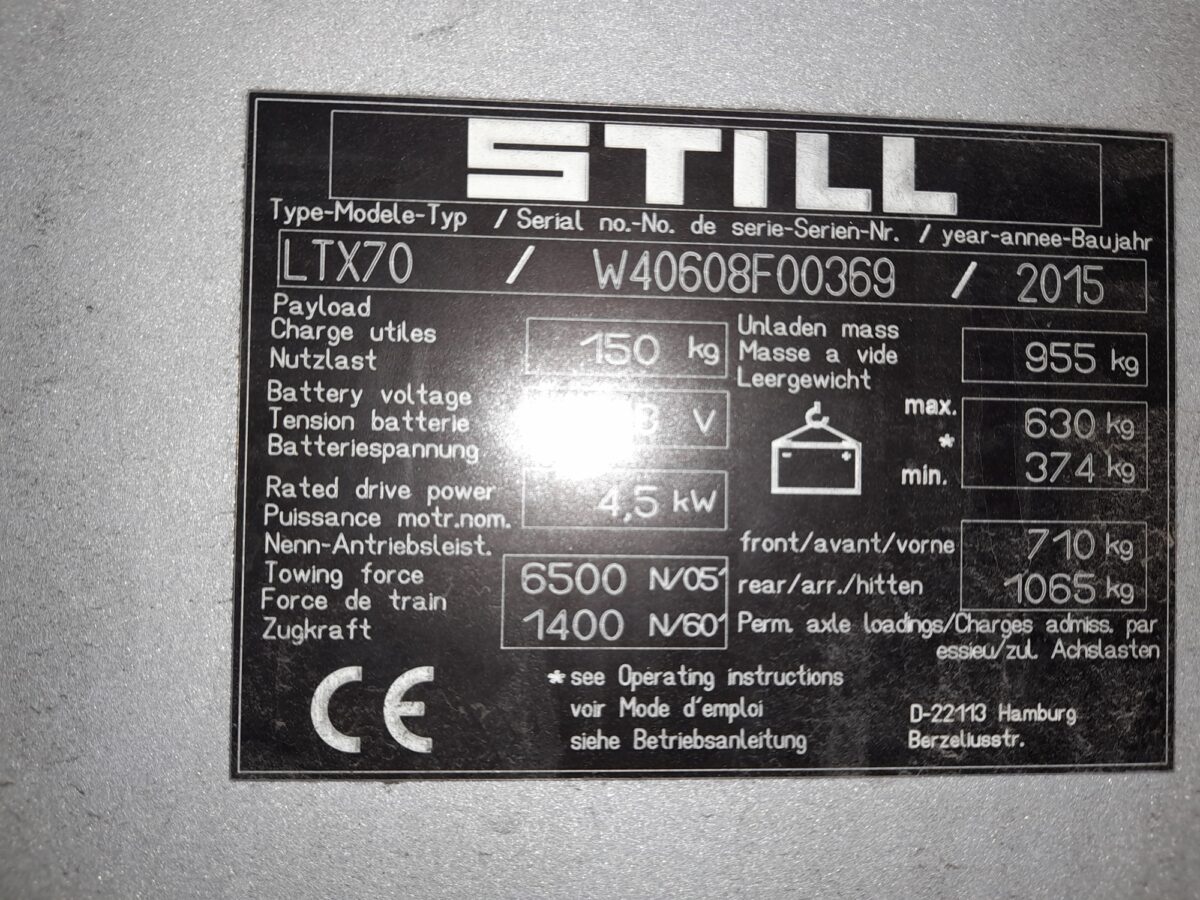 STILL
Type-Modele-Typ / Serial no.-No. de serie-Serien-Nr. / year-annee-Baujahr
LTX70 / W40608F00369 / 2015
Payload
Charge utiles
Nutzlast
150 kg
Unladen mass
Masse a vide
Leergewicht
955 kg
Battery voltage
Tension batterie
Batteriespannung
V
- +
max. 630 kg
*
min. 374 kg
Rated drive power
Puissance motr.nom.
Nenn-Antriebsleist.
4,5 kW
front/avant/vorne 710 kg
rear/arr./hitten 1065 kg
Towing force
Force de train
Zugkraft
6500 N/05'
1400 N/60'
Perm. axle loadings/Charges admiss. par
essieu/zul. Achslasten
CE
* see Operating instructions
voir Mode d'emploi
siehe Betriebsanleitung
D-22113 Hamburg
Berzeliusstr.